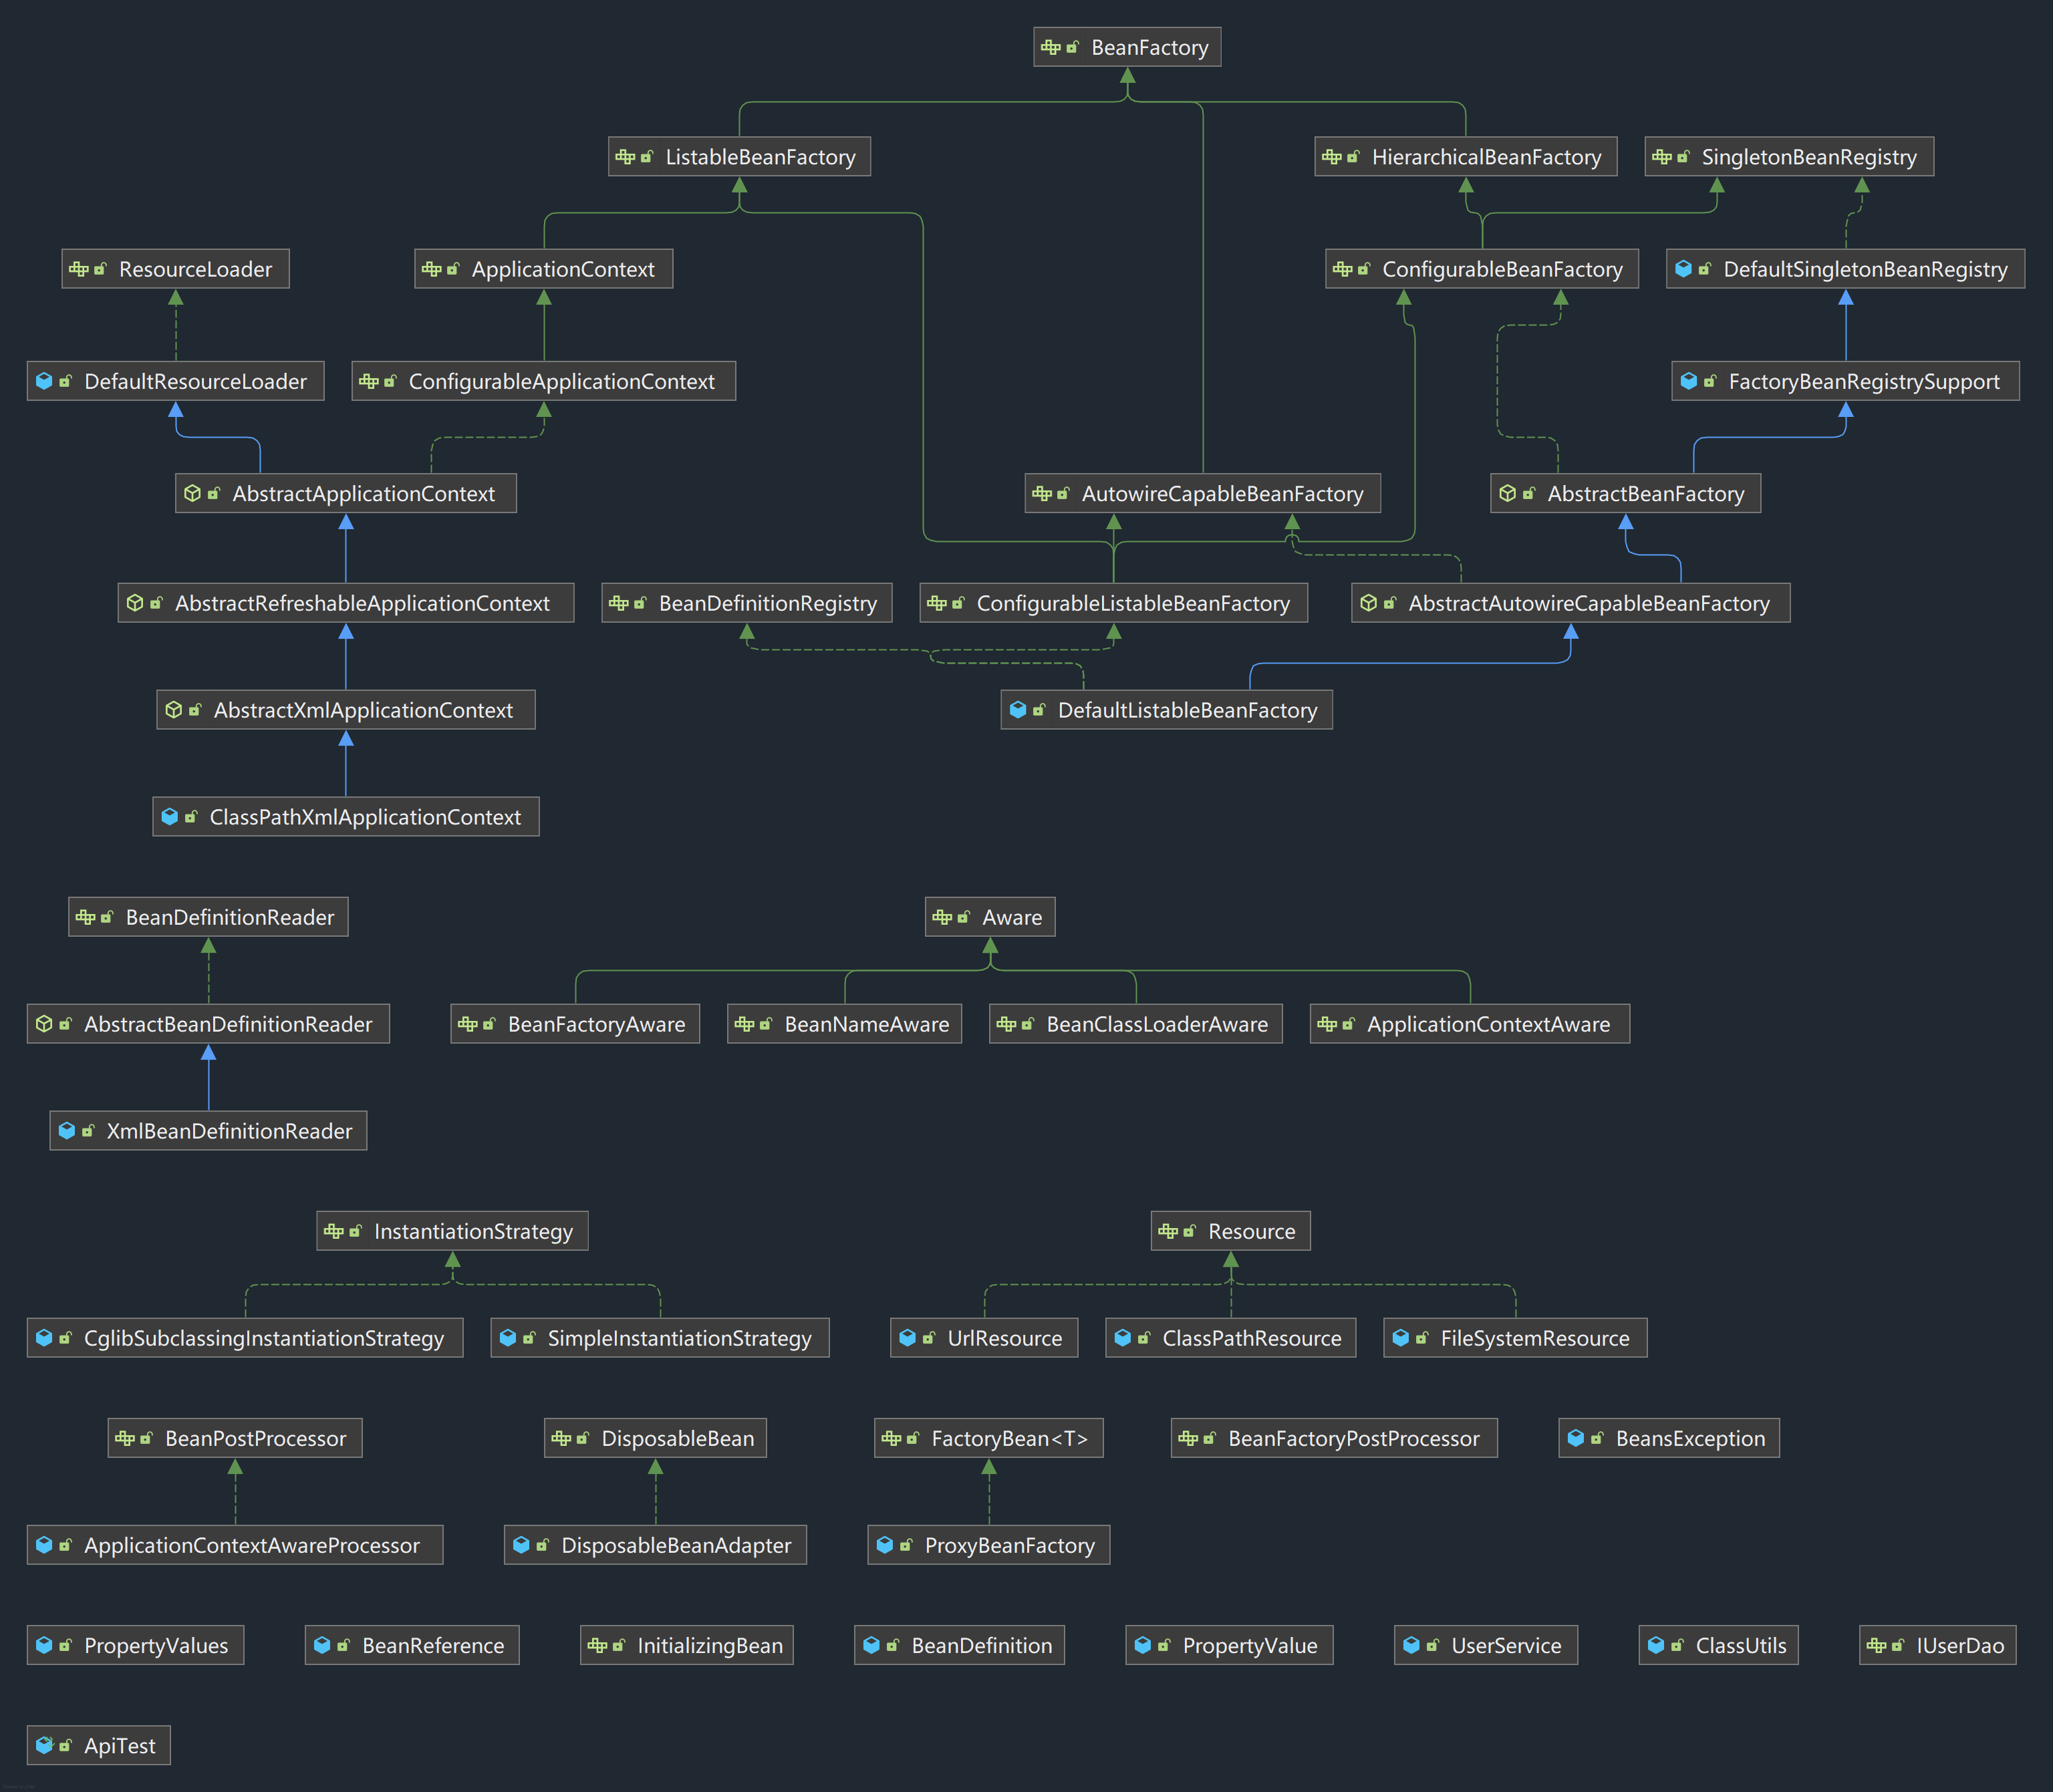 BeanFactory
ListableBeanFactory
HierarchicalBeanFactory
SingletonBeanRegistry
ResourceLoader
ApplicationContext
ConfigurableBeanFactory
DefaultSingletonBeanRegistry
DefaultResourceLoader
ConfigurableApplicationContext
FactoryBeanRegistrySupport
AbstractApplicationContext
AutowireCapableBeanFactory
AbstractBeanFactory
AbstractRefreshableApplicationContext
BeanDefinitionRegistry
ConfigurableListableBeanFactory
AbstractAutowireCapableBeanFactory
AbstractXmlApplicationContext
DefaultListableBeanFactory
ClassPathXmlApplicationContext
BeanDefinitionReader
Aware
AbstractBeanDefinitionReader
BeanFactoryAware
BeanNameAware
BeanClassLoaderAware
ApplicationContextAware
XmlBeanDefinitionReader
InstantiationStrategy
Resource
CglibSubclassingInstantiationStrategy
SimpleInstantiationStrategy
UrlResource
ClassPathResource
FileSystemResource
BeanPostProcessor
DisposableBean
FactoryBean<T>
BeanFactoryPostProcessor
BeansException
ApplicationContextAwareProcessor
DisposableBeanAdapter
ProxyBeanFactory
PropertyValues
BeanReference
InitializingBean
BeanDefinition
PropertyValue
UserService
ClassUtils
IUserDao
ApiTest